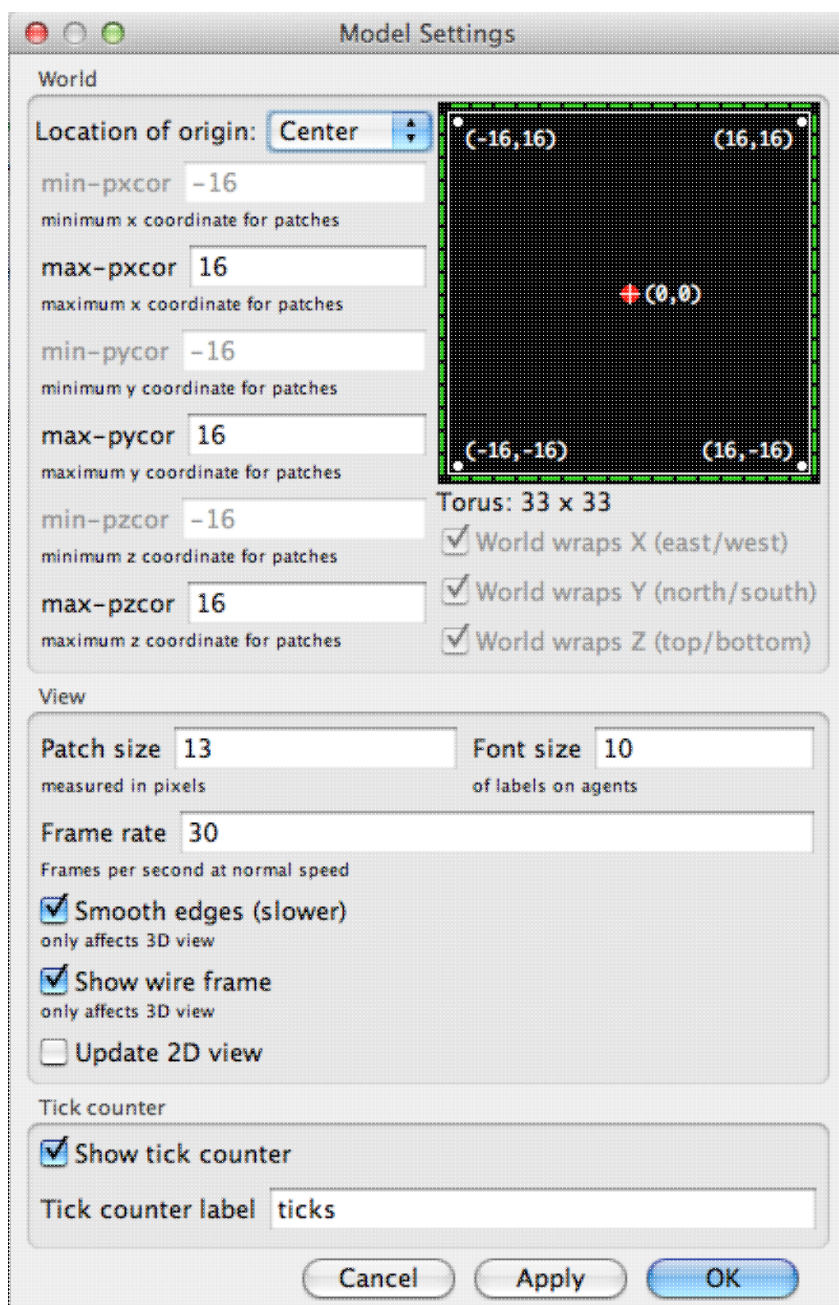 Model Settings
World
Location of origin: Center
(-16,16) (16,16)
min-pxcor -16
minimum x coordinate for patches
max-pxcor 16
maximum x coordinate for patches
(0,0)
min-pycor -16
minimum y coordinate for patches
max-pycor 16
maximum y coordinate for patches
(-16,-16) (16,-16)
min-pzcor -16
minimum z coordinate for patches
max-pzcor 16
maximum z coordinate for patches
Torus: 33 x 33
World wraps X (east/west)
World wraps Y (north/south)
World wraps Z (top/bottom)
View
Patch size 13 Font size 10
measured in pixels of labels on agents
Frame rate 30
Frames per second at normal speed
Smooth edges (slower)
only affects 3D view
Show wire frame
only affects 3D view
Update 2D view
Tick counter
Show tick counter
Tick counter label ticks
Cancel Apply OK